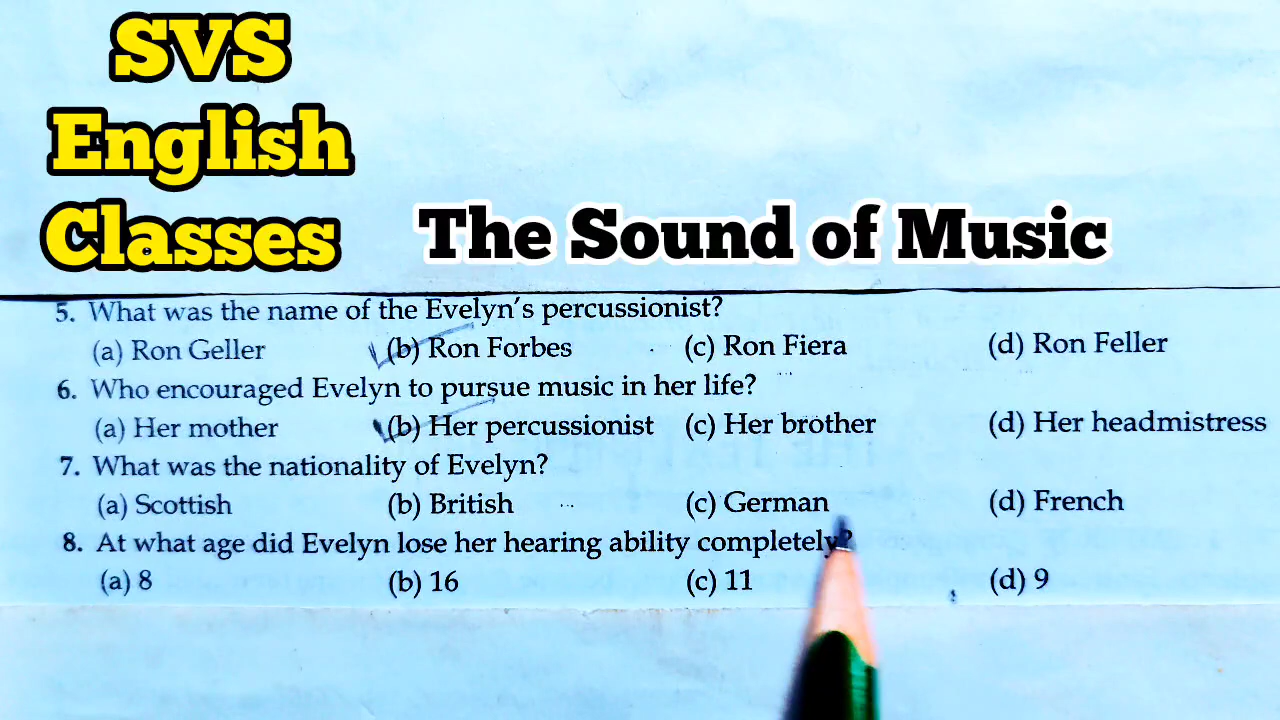 SVS
English
Classes
The Sound of Music
5. What was the name of the Evelyn's percussionist?
(a) Ron Geller (b) Ron Forbes (c) Ron Fiera (d) Ron Feller
6. Who encouraged Evelyn to pursue music in her life?
(a) Her mother (b) Her percussionist (c) Her brother (d) Her headmistress
7. What was the nationality of Evelyn?
(a) Scottish (b) British (c) German (d) French
8. At what age did Evelyn lose her hearing ability completely?
(a) 8 (b) 16 (c) 11 (d) 9